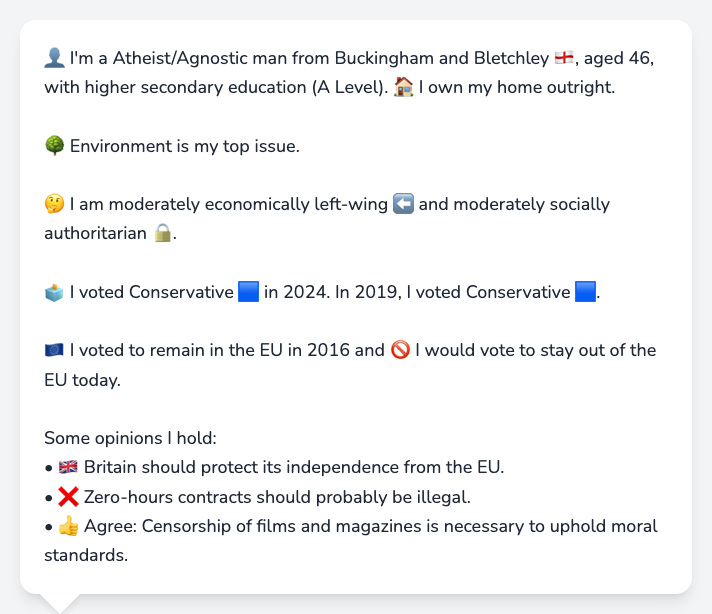 👤 I'm a Atheist/Agnostic man from Buckingham and Bletchley 🏴󠁧󠁢󠁥󠁮󠁧󠁿, aged 46,
with higher secondary education (A Level). 🏠 I own my home outright.
🌳 Environment is my top issue.
🤔 I am moderately economically left-wing ⬅️ and moderately socially
authoritarian 🔒.
🗳️ I voted Conservative 🟦 in 2024. In 2019, I voted Conservative 🟦.
🇪🇺 I voted to remain in the EU in 2016 and 🚫 I would vote to stay out of the
EU today.
Some opinions I hold:
• 🇬🇧 Britain should protect its independence from the EU.
• ❌ Zero-hours contracts should probably be illegal.
• 👍 Agree: Censorship of films and magazines is necessary to uphold moral
standards.